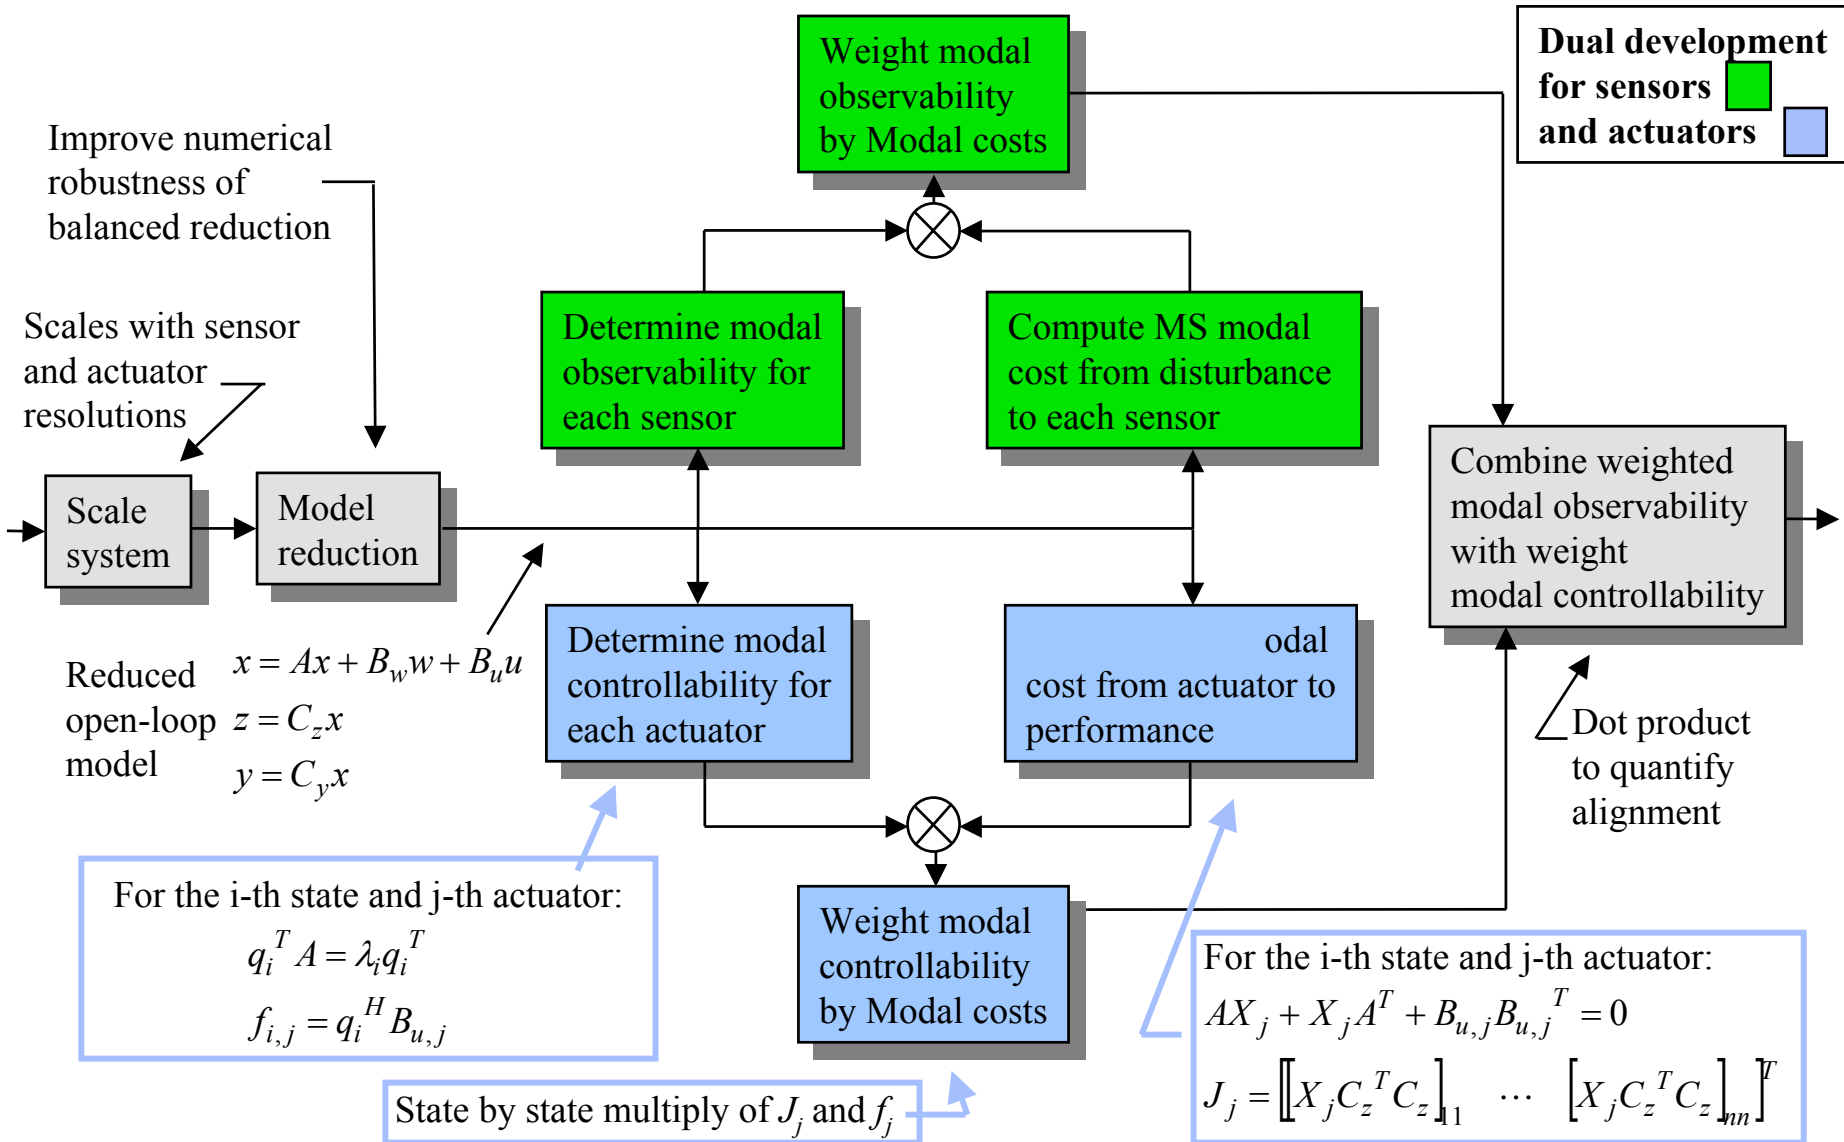 Weight modal
observability
by Modal costs
Dual development
for sensors
and actuators
Improve numerical
robustness of
balanced reduction
Scales with sensor
and actuator
resolutions
Determine modal
observability for
each sensor
Compute MS modal
cost from disturbance
to each sensor
Scale
system
Model
reduction
Combine weighted
modal observability
with weight
modal controllability
Reduced
open-loop
model
x = Ax + B_w w + B_u u
z = C_z x
y = C_y x
Determine modal
controllability for
each actuator
odal
cost from actuator to
performance
Dot product
to quantify
alignment
For the i-th state and j-th actuator:
q_i^T A = λ_i q_i^T
f_{i,j} = q_i^H B_{u,j}
Weight modal
controllability
by Modal costs
For the i-th state and j-th actuator:
AX_j + X_j A^T + B_{u,j} B_{u,j}^T = 0
J_j = [[X_j C_z^T C_z]_{11} ⋯ [X_j C_z^T C_z]_{nn}]^T
State by state multiply of J_j and f_j